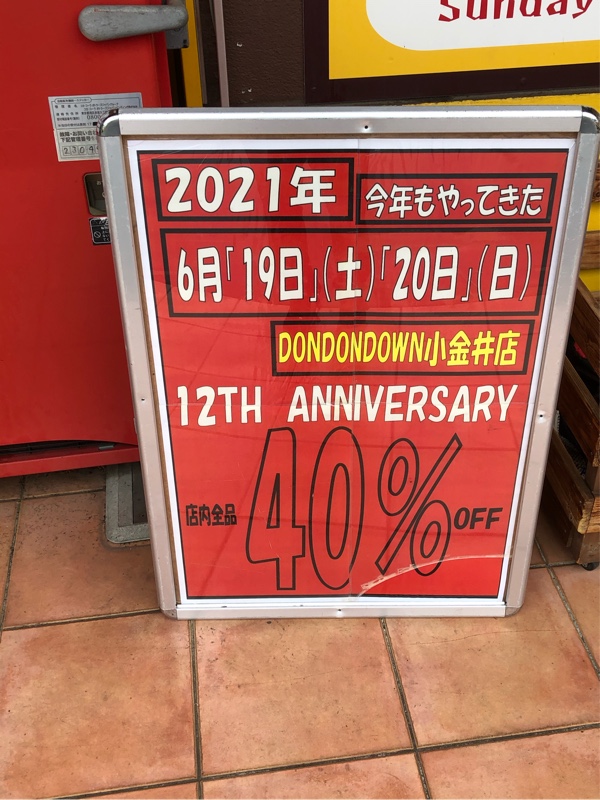 Sunday
2021年
今年もやってきた
6月「19日」(土)「20日」(日)
DONDONDOWN小金井店
12TH ANNIVERSARY
店内全品 40% OFF